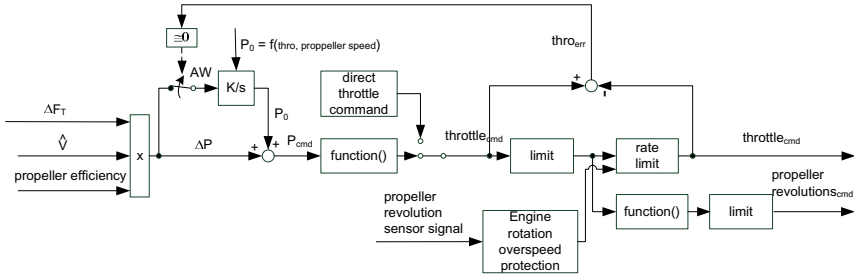 ≅0
AW
P₀ = f(thro, proppeller speed)
K/s
thro_err
direct
throttle
command
+
-
P₀
ΔF_T
V̂
propeller efficiency
x
ΔP
+
+
P_cmd
function()
throttle_cmd
limit
rate
limit
throttle_cmd
propeller
revolution
sensor signal
Engine
rotation
overspeed
protection
function()
limit
propeller
revolutions_cmd